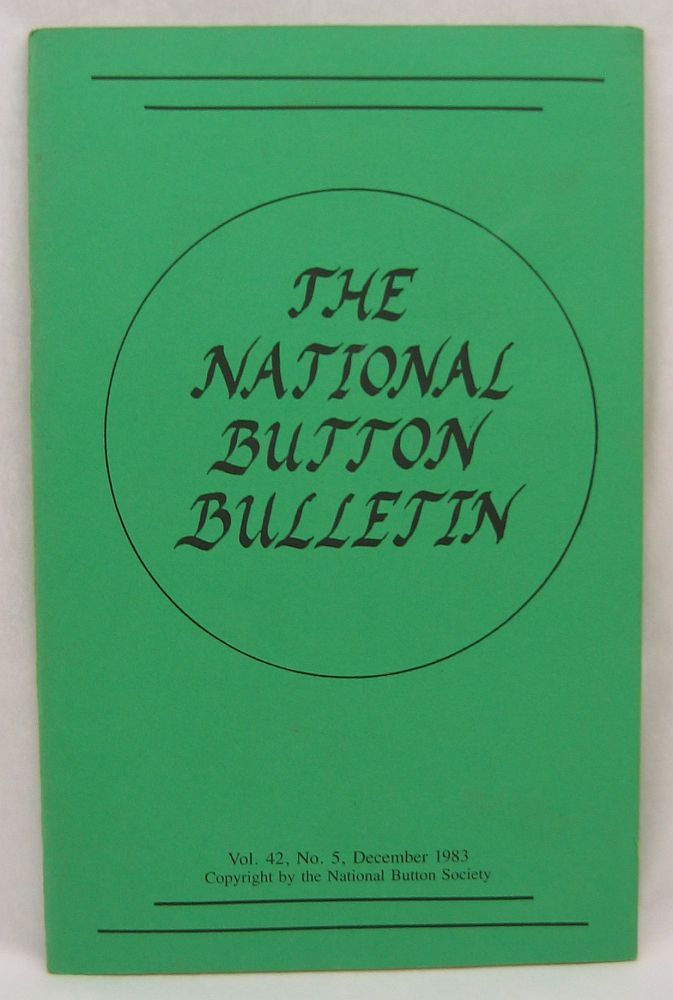 THE
NATIONAL
BUTTON
BULLETIN
Vol. 42, No. 5, December 1983
Copyright by the National Button Society